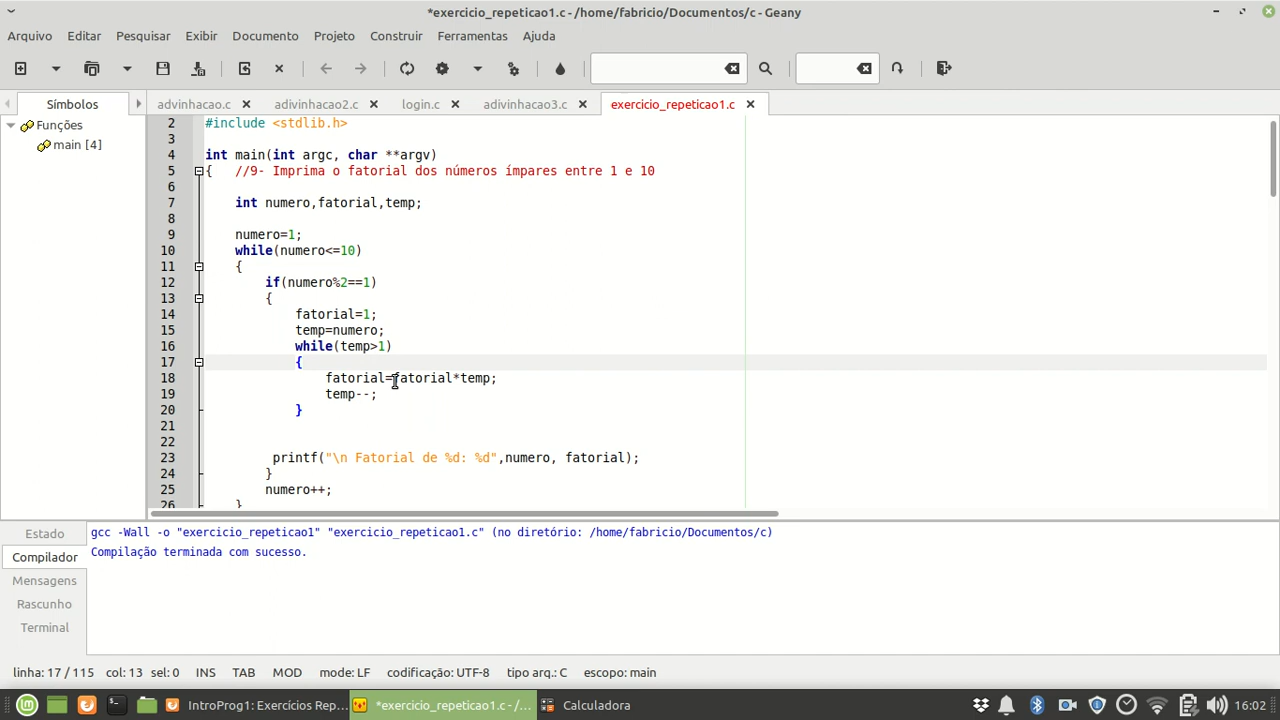 *exercicio_repeticao1.c - /home/fabricio/Documentos/c - Geany
Arquivo Editar Pesquisar Exibir Documento Projeto Construir Ferramentas Ajuda
Símbolos advinhacao.c adivinhacao2.c login.c adivinhacao3.c exercicio_repeticao1.c
Funções
main [4]
2 #include <stdlib.h>
3
4 int main(int argc, char **argv)
5 { //9- Imprima o fatorial dos números ímpares entre 1 e 10
6
7 int numero,fatorial,temp;
8
9 numero=1;
10 while(numero<=10)
11 {
12 if(numero%2==1)
13 {
14 fatorial=1;
15 temp=numero;
16 while(temp>1)
17 {
18 fatorial=fatorial*temp;
19 temp--;
20 }
21
22
23 printf("\n Fatorial de %d: %d",numero, fatorial);
24 }
25 numero++;
26 }
Estado
Compilador
Mensagens
Rascunho
Terminal
gcc -Wall -o "exercicio_repeticao1" "exercicio_repeticao1.c" (no diretório: /home/fabricio/Documentos/c)
Compilação terminada com sucesso.
linha: 17 / 115 col: 13 sel: 0 INS TAB MOD mode: LF codificação: UTF-8 tipo arq.: C escopo: main
IntroProg1: Exercícios Rep... *exercicio_repeticao1.c - /... Calculadora 16:02